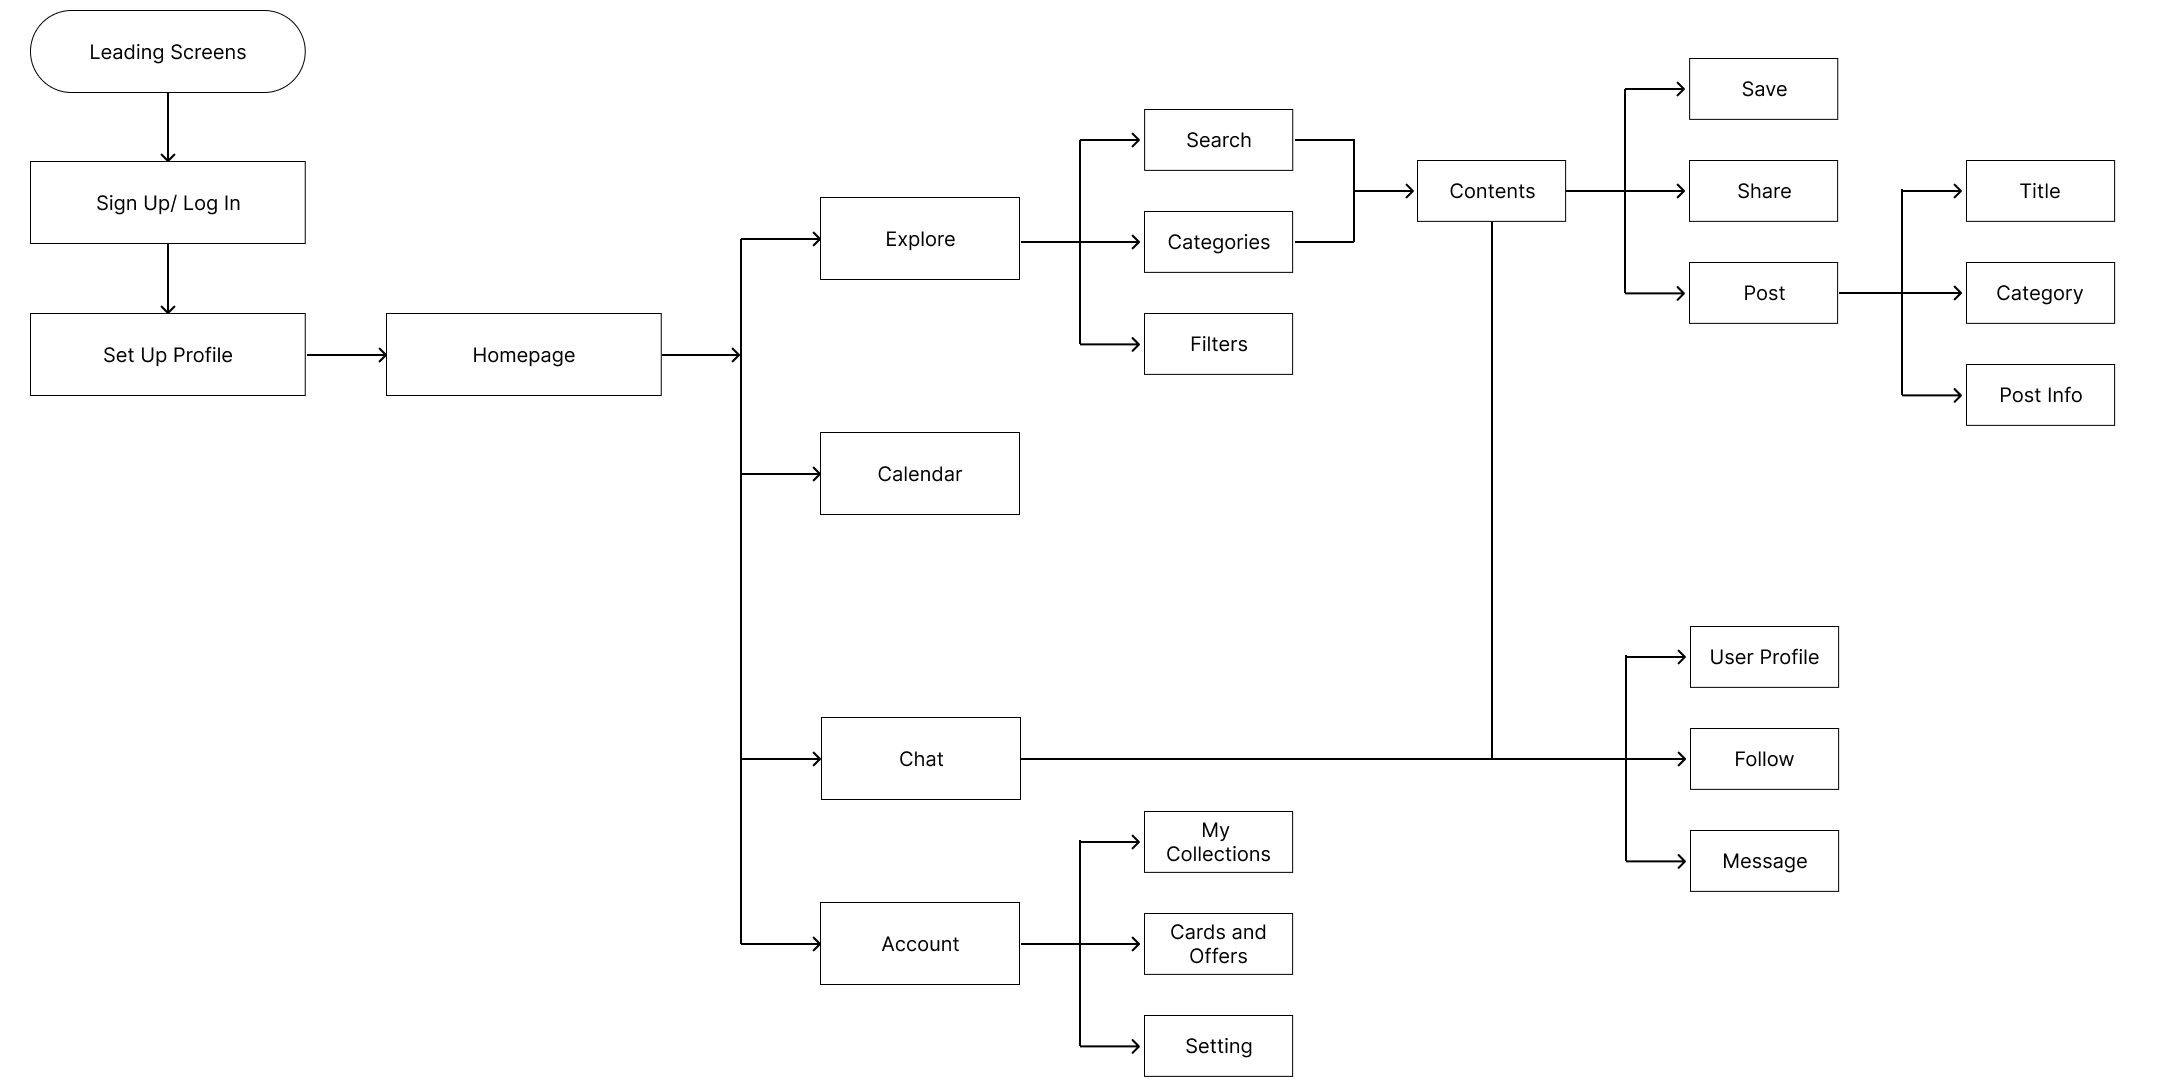 Leading Screens
Sign Up/ Log In
Set Up Profile
Homepage
Explore
Calendar
Chat
Account
Search
Categories
Filters
My
Collections
Cards and
Offers
Setting
Contents
Save
Share
Post
User Profile
Follow
Message
Title
Category
Post Info